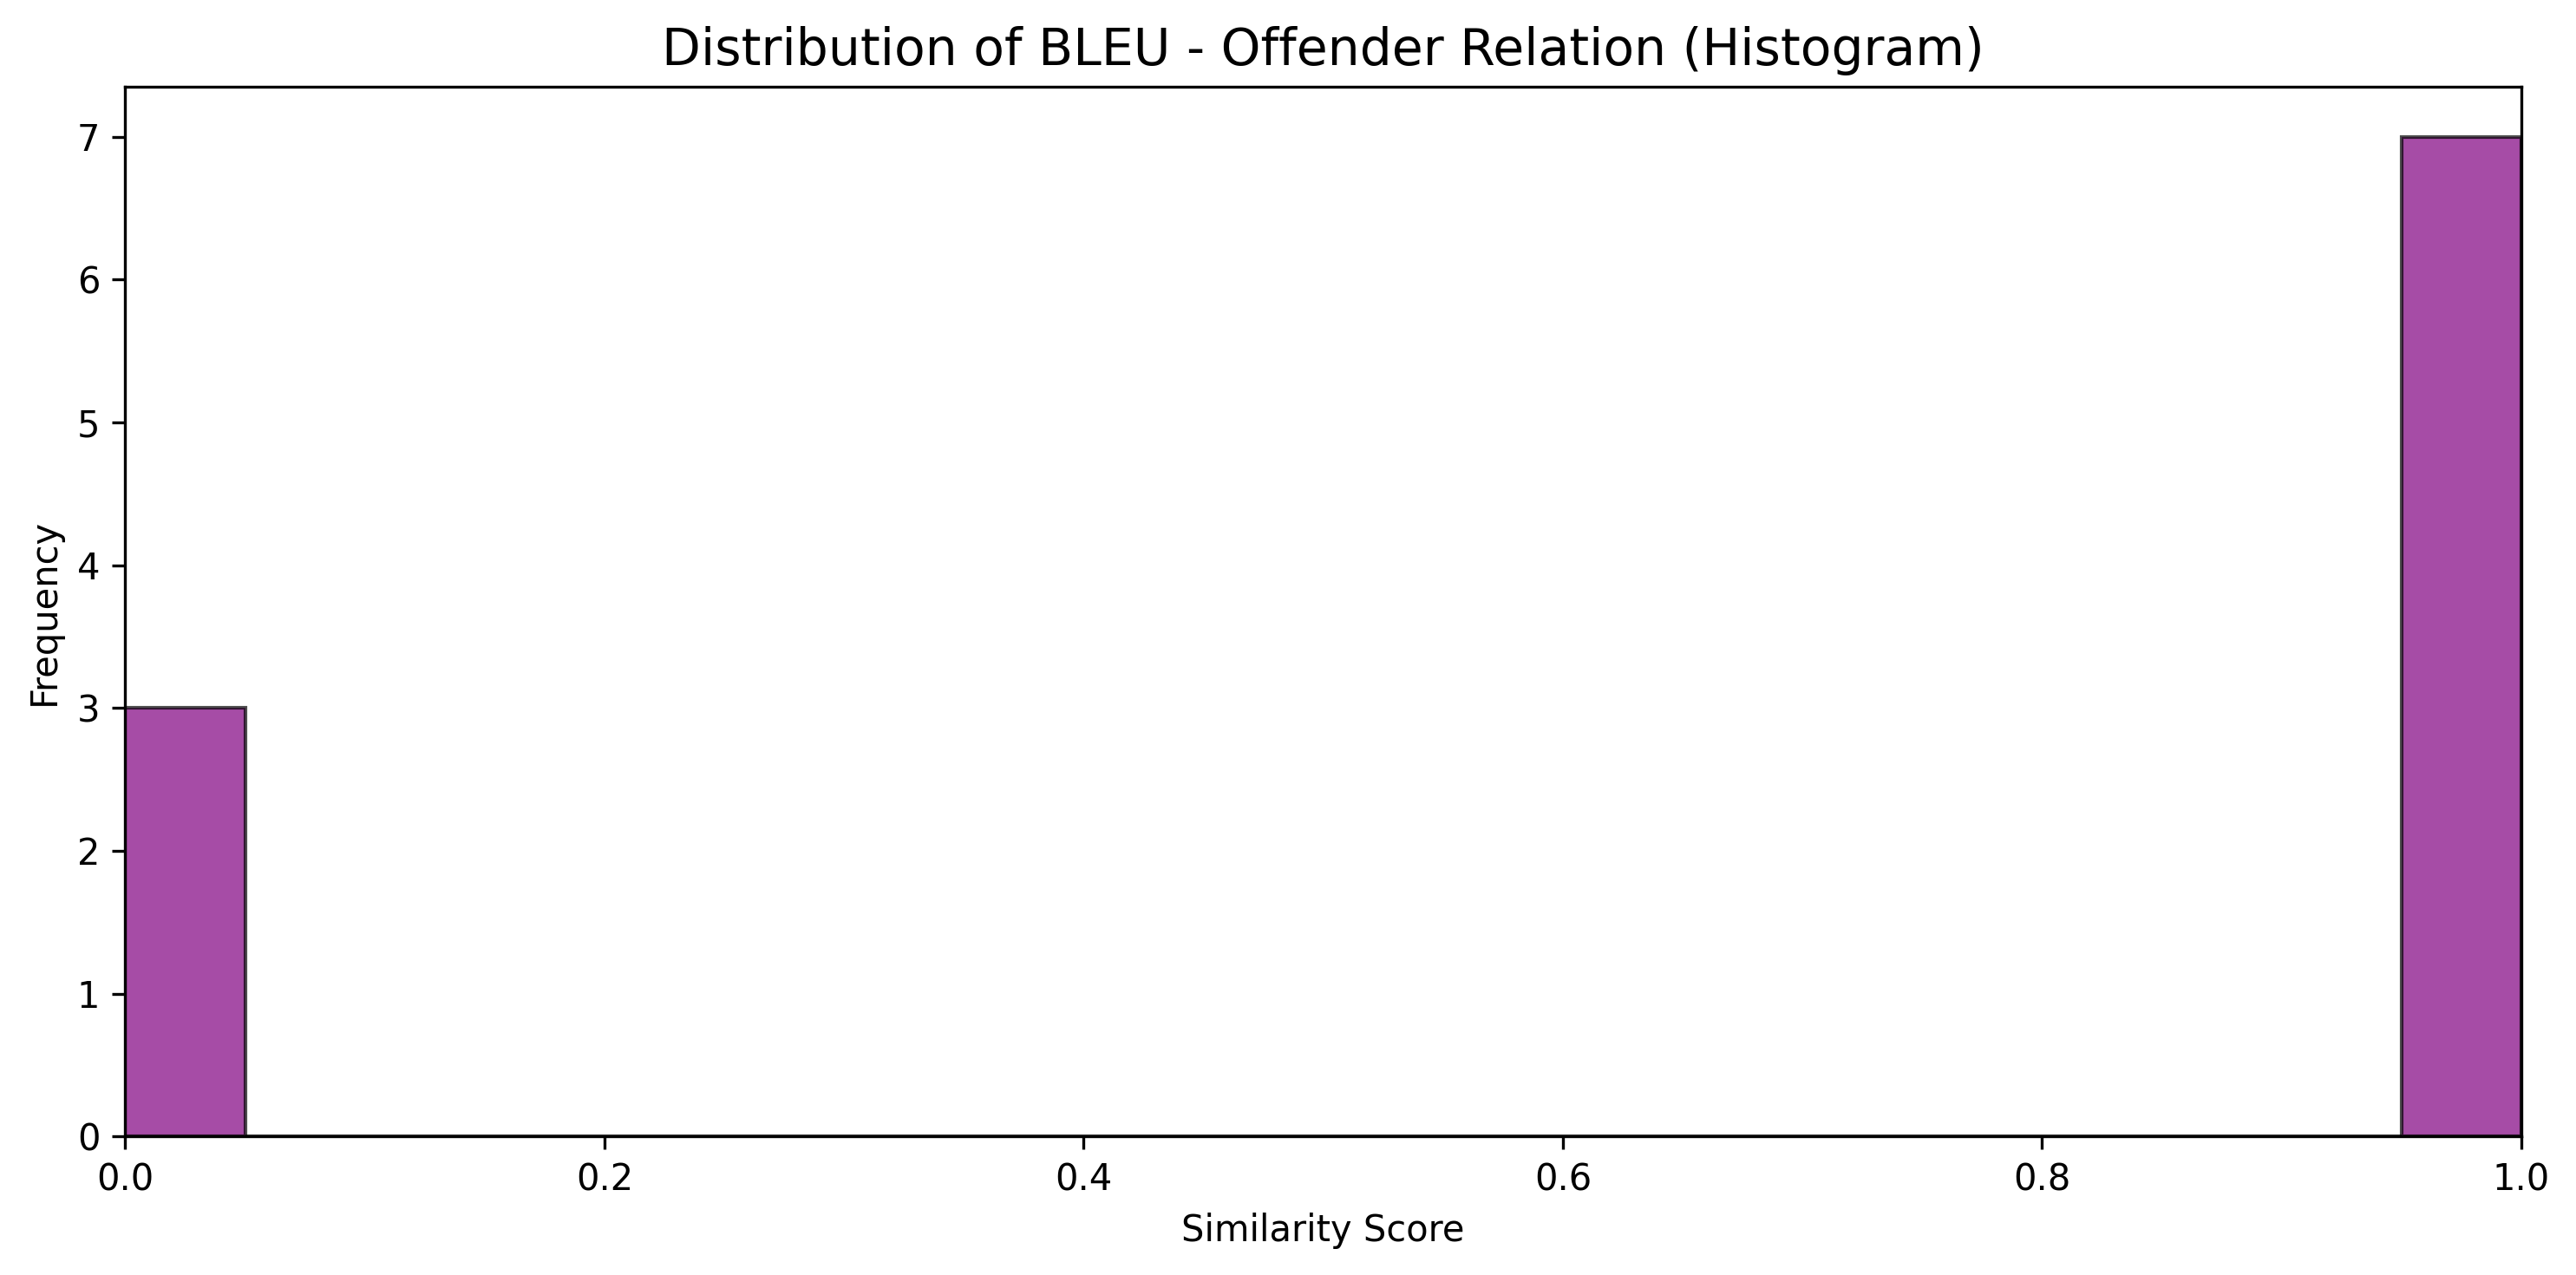 Distribution of BLEU - Offender Relation (Histogram)
Frequency
7
6
5
4
3
2
1
0
0.0 0.2 0.4 0.6 0.8 1.0
Similarity Score